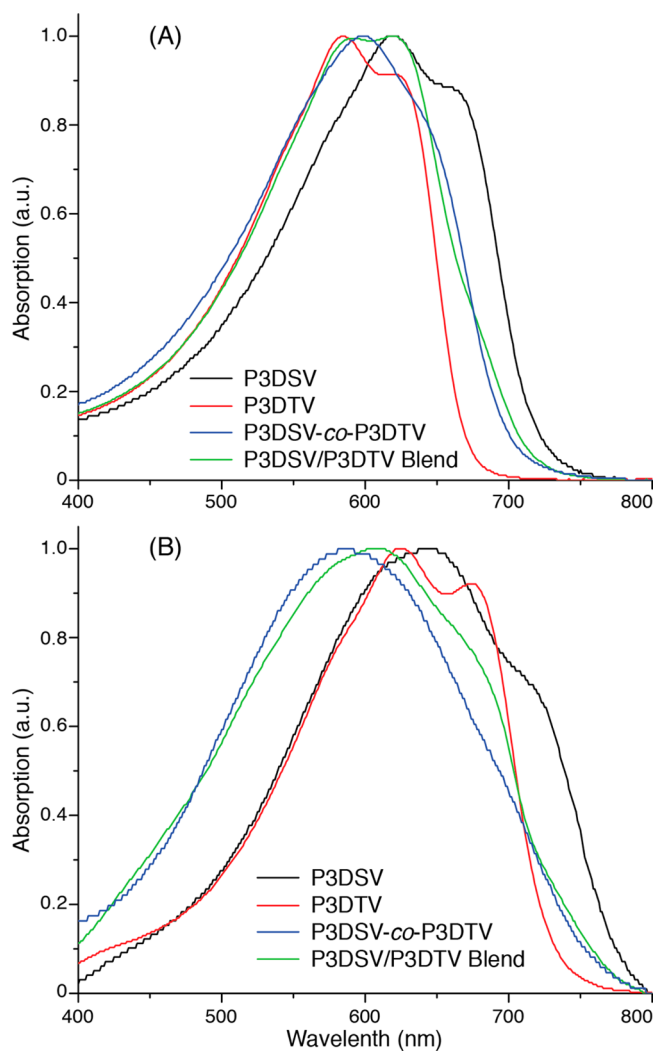 (A)
Absorption (a.u.)
1.0
0.8
0.6
0.4
0.2
0
P3DSV
P3DTV
P3DSV-co-P3DTV
P3DSV/P3DTV Blend
400 500 600 700 800
(B)
Absorption (a.u.)
1.0
0.8
0.6
0.4
0.2
0
P3DSV
P3DTV
P3DSV-co-P3DTV
P3DSV/P3DTV Blend
400 500 600 700 800
Wavelenth (nm)